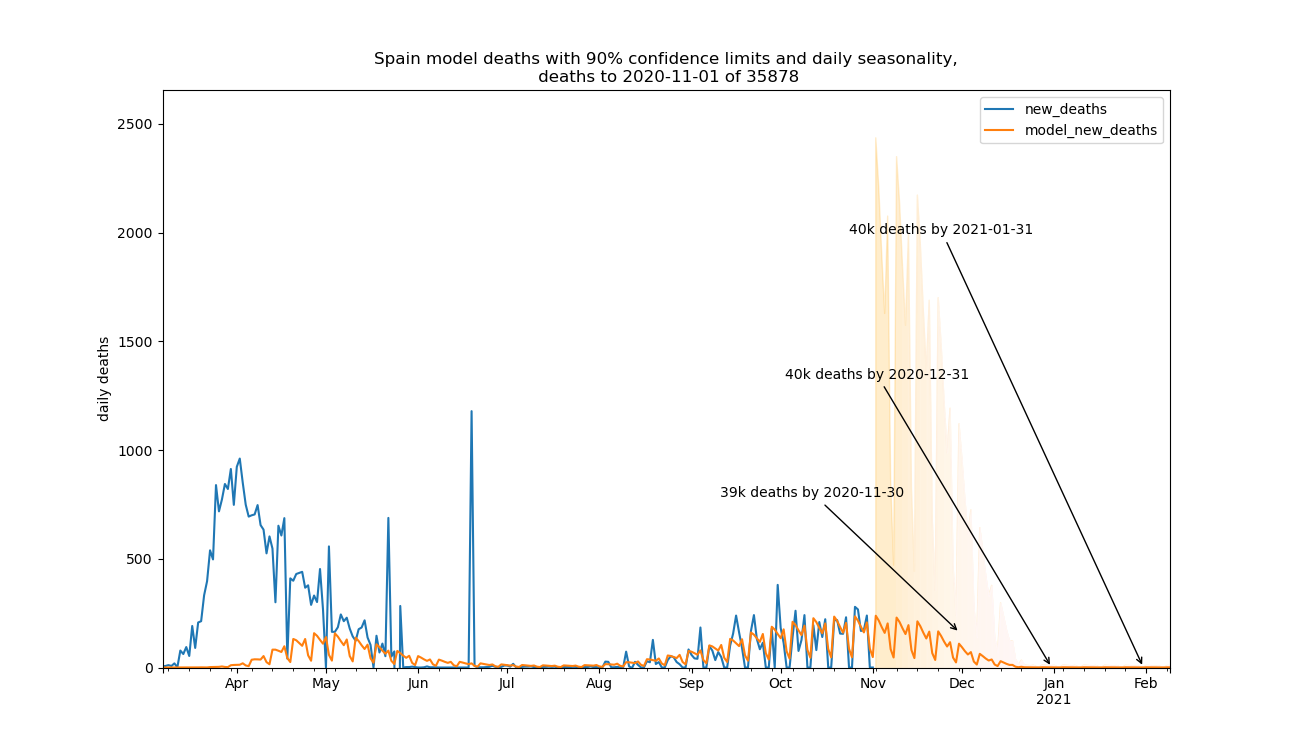 Spain model deaths with 90% confidence limits and daily seasonality,
deaths to 2020-11-01 of 35878
new_deaths
model_new_deaths
daily deaths
2500
2000
1500
1000
500
0
40k deaths by 2021-01-31
40k deaths by 2020-12-31
39k deaths by 2020-11-30
Apr May Jun Jul Aug Sep Oct Nov Dec Jan Feb
2021